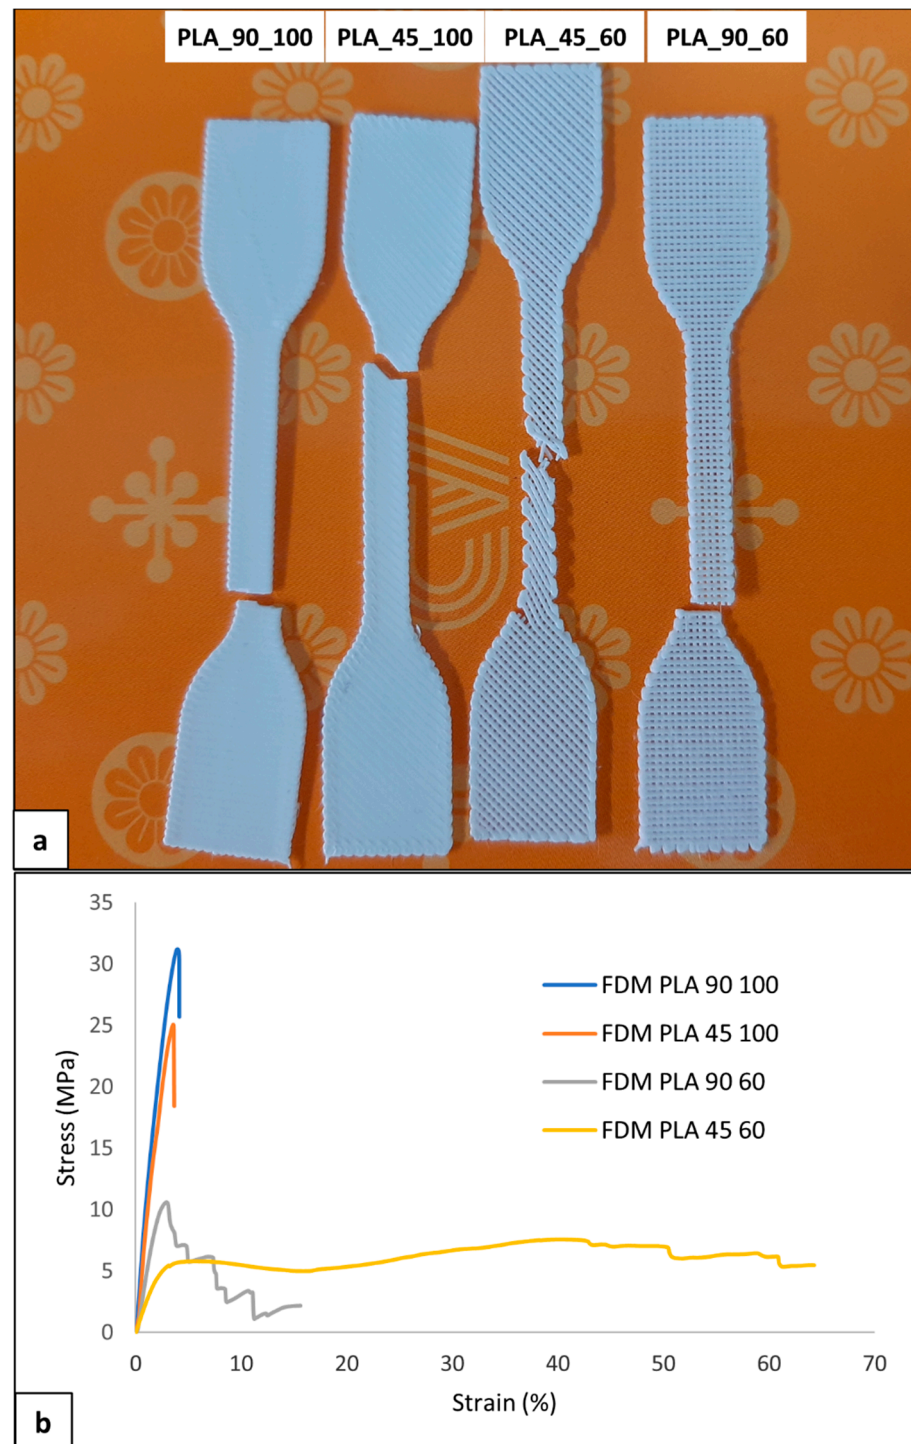 PLA_90_100 PLA_45_100 PLA_45_60 PLA_90_60
a
35
30
25
20
15
10
5
0
Stress (MPa)
FDM PLA 90 100
FDM PLA 45 100
FDM PLA 90 60
FDM PLA 45 60
0 10 20 30 40 50 60 70
Strain (%)
b